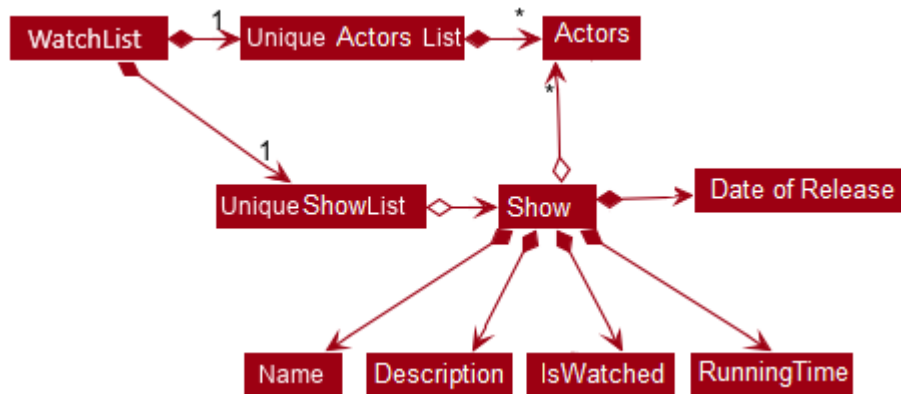 WatchList
1
Unique Actors List
*
Actors
*
1
UniqueShowList
Show
Date of Release
Name
Description
IsWatched
RunningTime